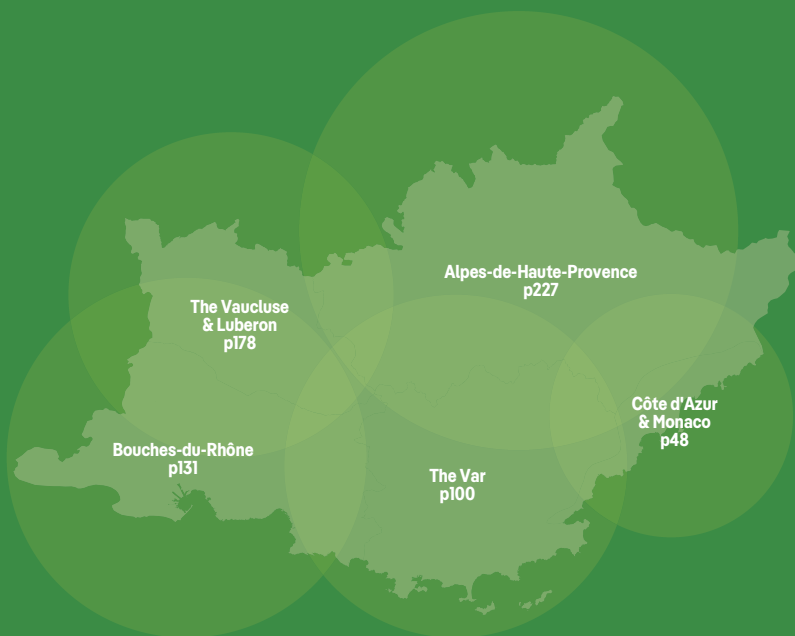 Alpes-de-Haute-Provence
p227
The Vaucluse
& Luberon
p178
Côte d'Azur
& Monaco
p48
Bouches-du-Rhône
p131
The Var
p100